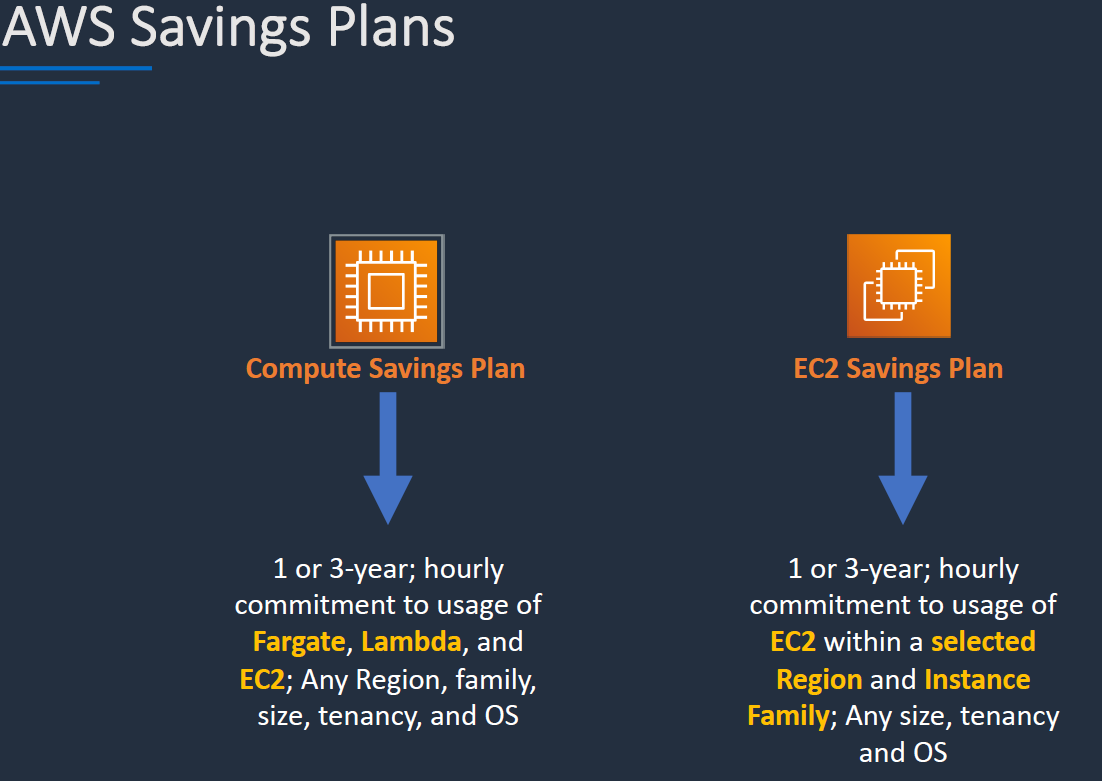 AWS Savings Plans
Compute Savings Plan
1 or 3-year; hourly
commitment to usage of
Fargate, Lambda, and
EC2; Any Region, family,
size, tenancy, and OS
EC2 Savings Plan
1 or 3-year; hourly
commitment to usage of
EC2 within a selected
Region and Instance
Family; Any size, tenancy
and OS